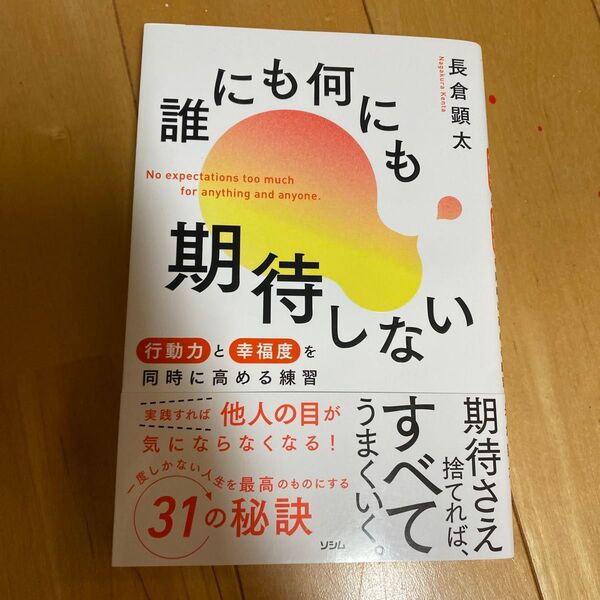 長倉顕太
Nagakura Kenta
誰にも何にも
No expectations too much
for anything and anyone.
期待しない
行動力と幸福度を
同時に高める練習
期待さえ
捨てれば、
すべて
うまくいく。
実践すれば他人の目が
気にならなくなる!
一度しかない人生を最高のものにする
31の秘訣
ソシム